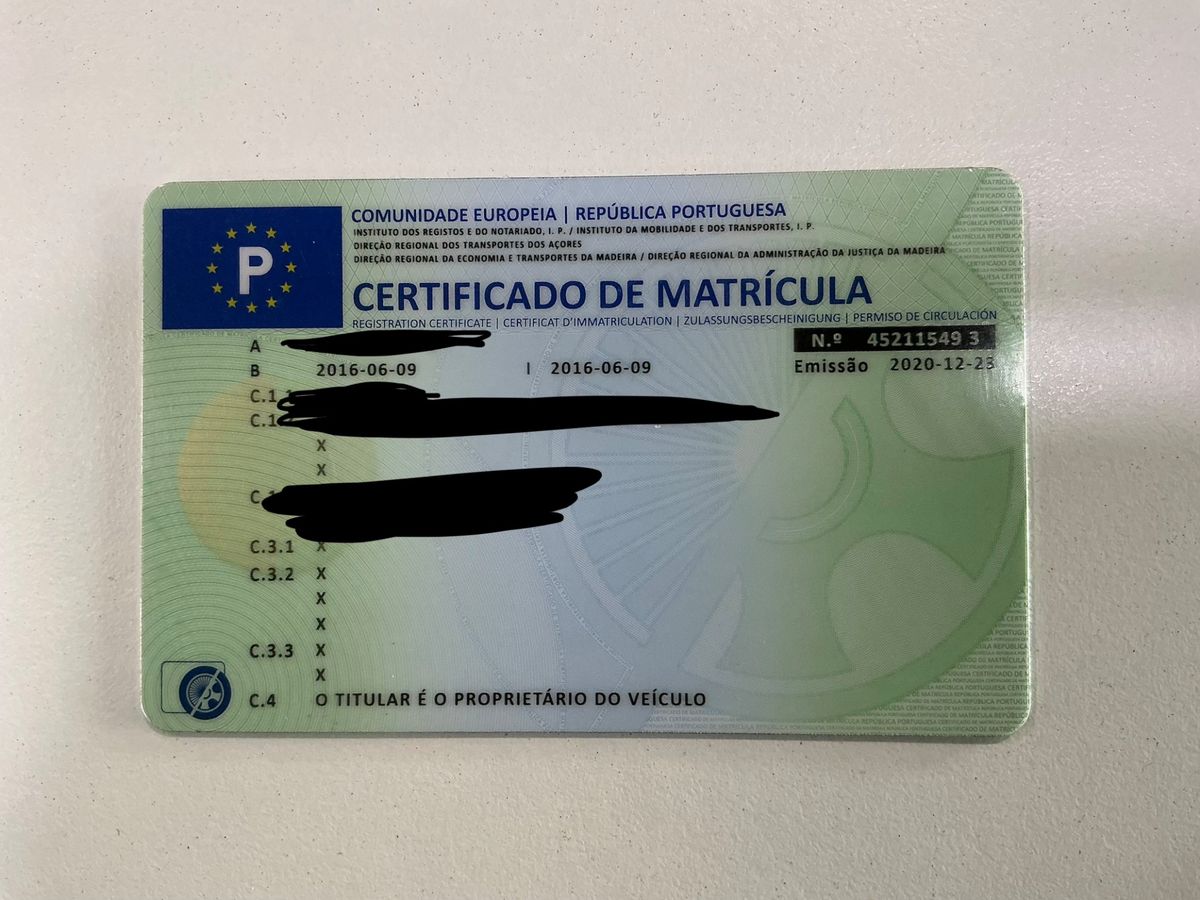 P
COMUNIDADE EUROPEIA | REPÚBLICA PORTUGUESA
INSTITUTO DOS REGISTOS E DO NOTARIADO, I. P. / INSTITUTO DA MOBILIDADE E DOS TRANSPORTES, I. P.
DIREÇÃO REGIONAL DOS TRANSPORTES DOS AÇORES
DIREÇÃO REGIONAL DA ECONOMIA E TRANSPORTES DA MADEIRA / DIREÇÃO REGIONAL DA ADMINISTRAÇÃO DA JUSTIÇA DA MADEIRA
CERTIFICADO DE MATRÍCULA
REGISTRATION CERTIFICATE | CERTIFICAT D'IMMATRICULATION | ZULASSUNGSBESCHEINIGUNG | PERMISO DE CIRCULACIÓN
A
N.º 45211549 3
B 2016-06-09 I 2016-06-09 Emissão 2020-12-23
X
X
C.3.1 X
C.3.2 X
X
X
C.3.3 X
X
C.4 O TITULAR É O PROPRIETÁRIO DO VEÍCULO